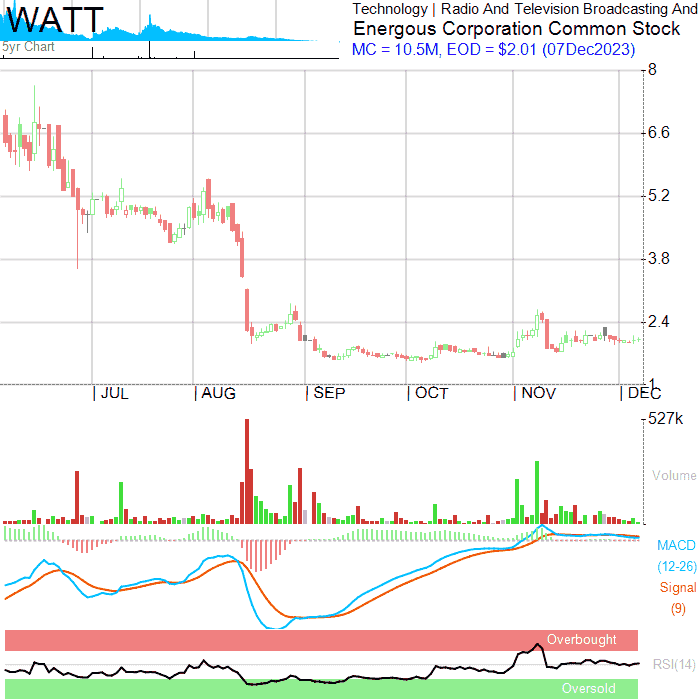 WATT
5yr Chart
Technology | Radio And Television Broadcasting And
Energous Corporation Common Stock
MC = 10.5M, EOD = $2.01 (07Dec2023)
8
6.6
5.2
3.8
2.4
1
JUL
AUG
SEP
OCT
NOV
DEC
527k
Volume
MACD
(12-26)
Signal
(9)
Overbought
RSI(14)
Oversold